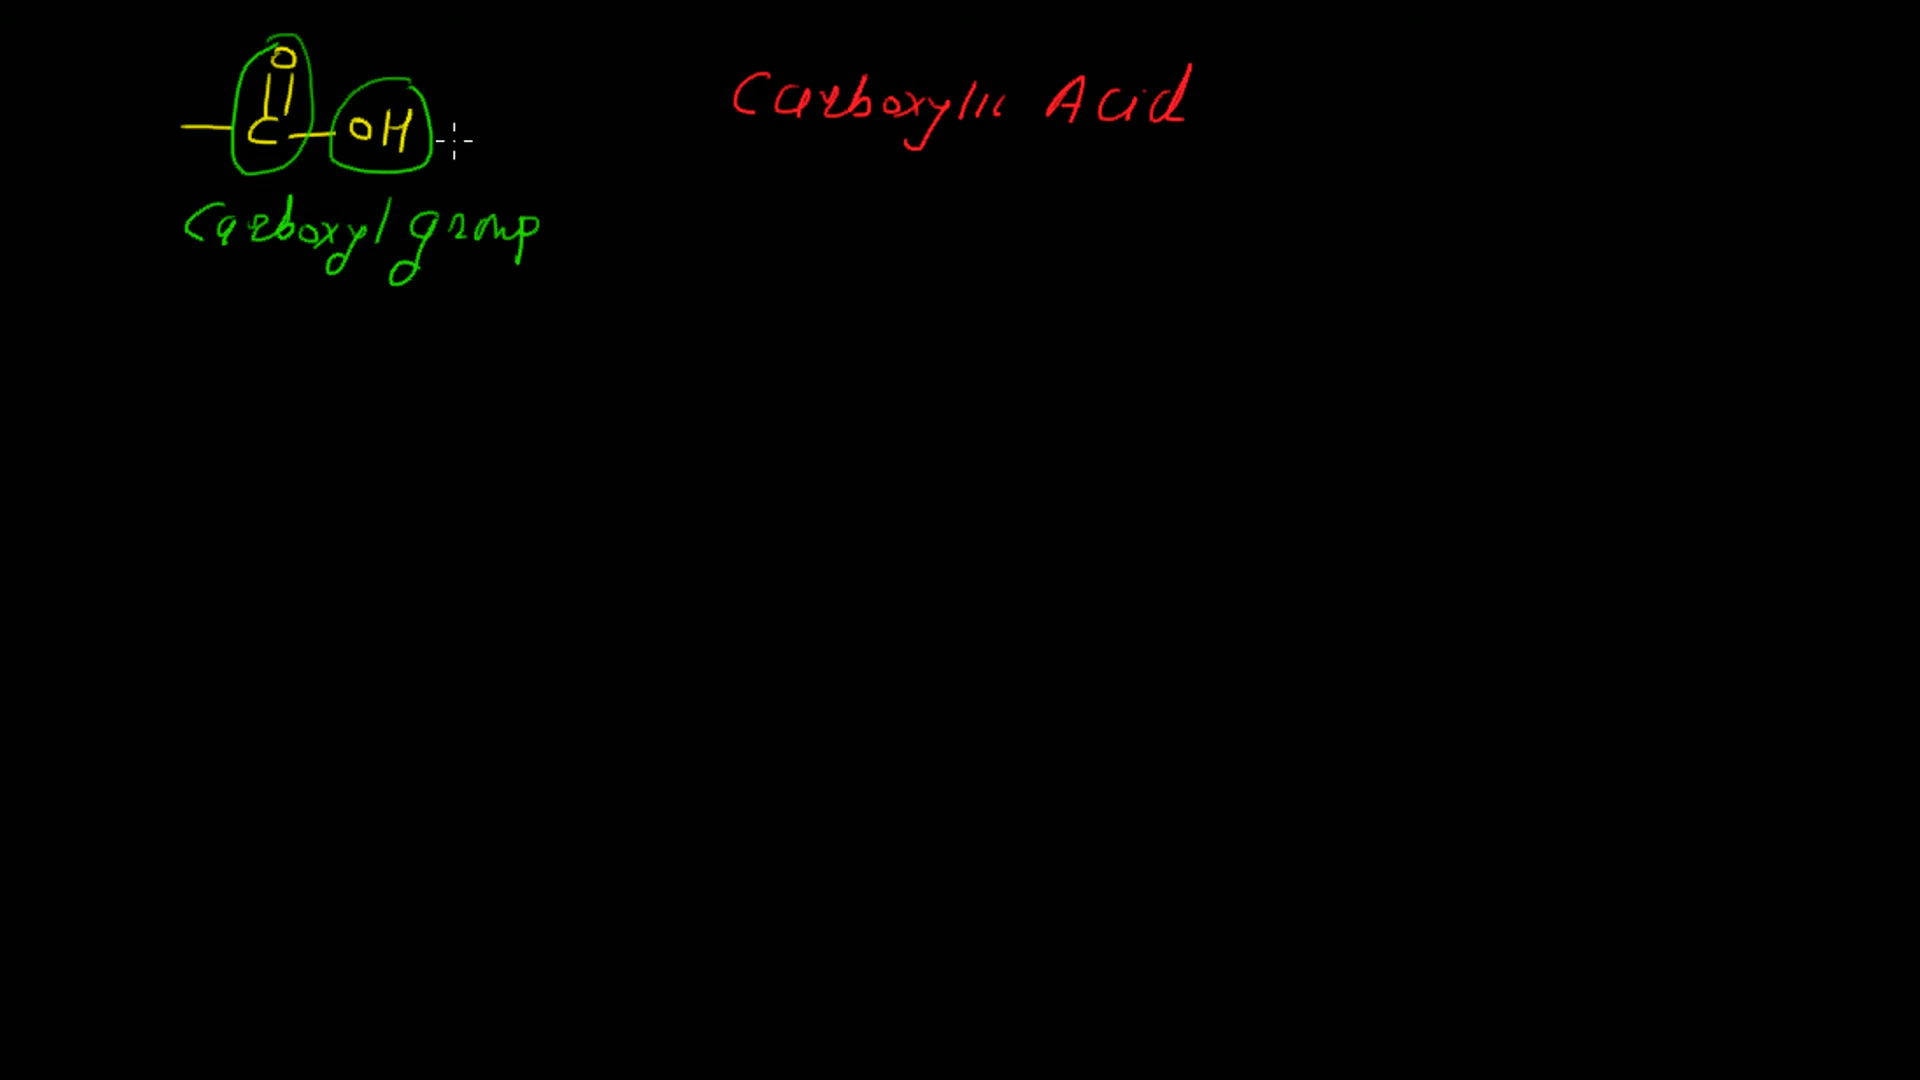 O
||
— C — OH
Carboxylic Acid
Carboxyl group